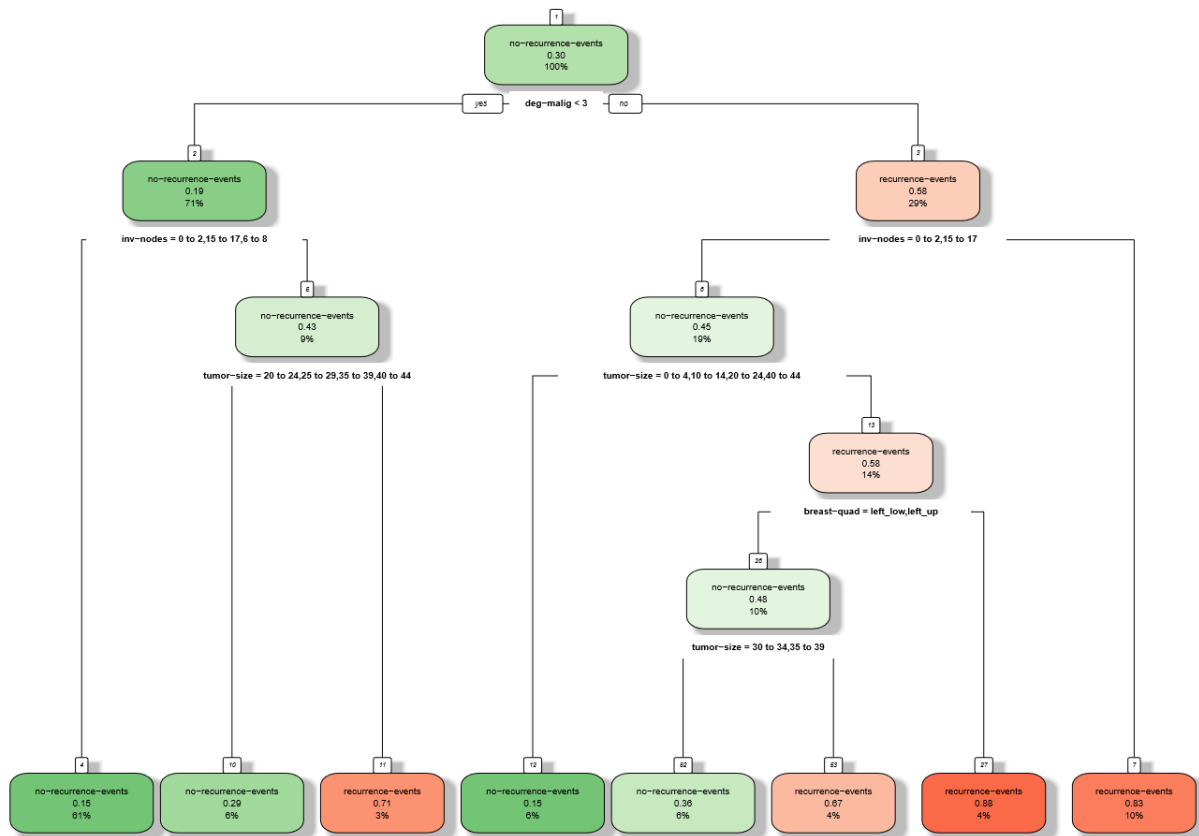 1
no-recurrence-events
0.30
100%
yes deg-malig < 3 no
2
no-recurrence-events
0.19
71%
3
recurrence-events
0.58
29%
inv-nodes = 0 to 2,15 to 17,6 to 8
inv-nodes = 0 to 2,15 to 17
5
no-recurrence-events
0.43
9%
6
no-recurrence-events
0.45
19%
tumor-size = 20 to 24,25 to 29,35 to 39,40 to 44
tumor-size = 0 to 4,10 to 14,20 to 24,40 to 44
13
recurrence-events
0.58
14%
breast-quad = left_low,left_up
26
no-recurrence-events
0.48
10%
tumor-size = 30 to 34,35 to 39
4
no-recurrence-events
0.15
61%
10
no-recurrence-events
0.29
6%
11
recurrence-events
0.71
3%
12
no-recurrence-events
0.15
6%
52
no-recurrence-events
0.36
6%
53
recurrence-events
0.67
4%
27
recurrence-events
0.88
4%
7
recurrence-events
0.83
10%